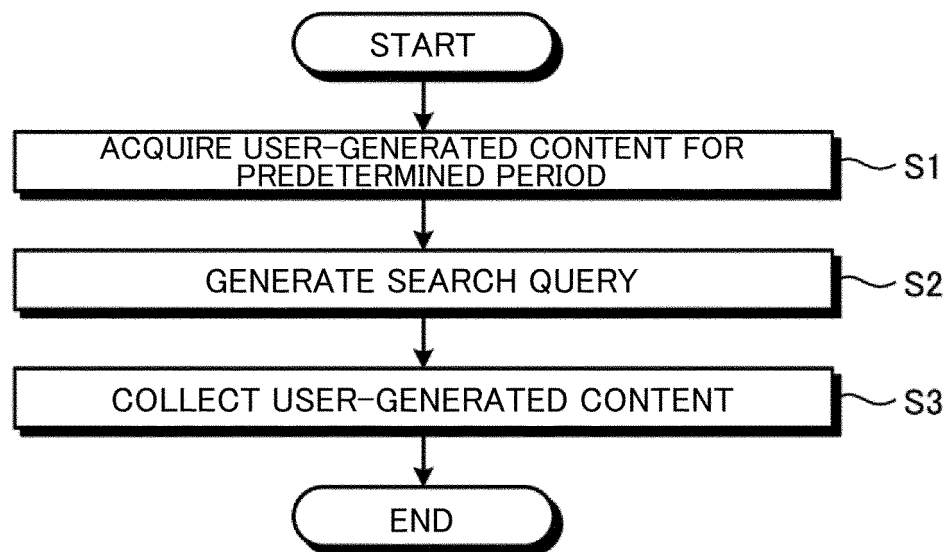 START
ACQUIRE USER-GENERATED CONTENT FOR
PREDETERMINED PERIOD
S1
GENERATE SEARCH QUERY
S2
COLLECT USER-GENERATED CONTENT
S3
END